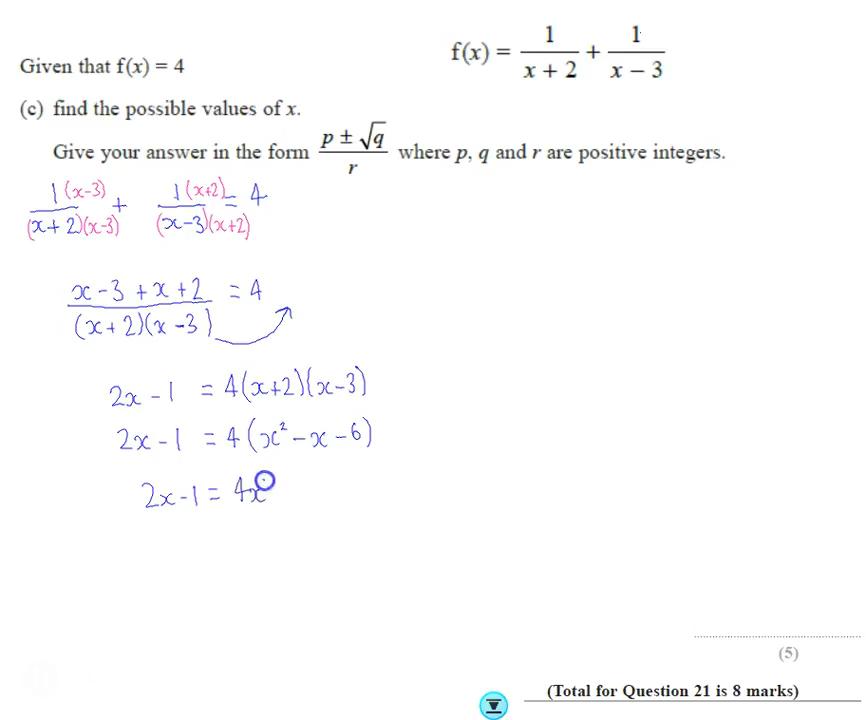 Given that f(x) = 4
f(x) = 1/(x + 2) + 1/(x − 3)
(c) find the possible values of x.
Give your answer in the form (p ± √q)/r where p, q and r are positive integers.
1(x-3)/(x+2)(x-3) + 1(x+2)/(x-3)(x+2) = 4
x-3+x+2/(x+2)(x-3) = 4
2x-1 = 4(x+2)(x-3)
2x-1 = 4(x²-x-6)
2x-1 = 4x
(5)
(Total for Question 21 is 8 marks)